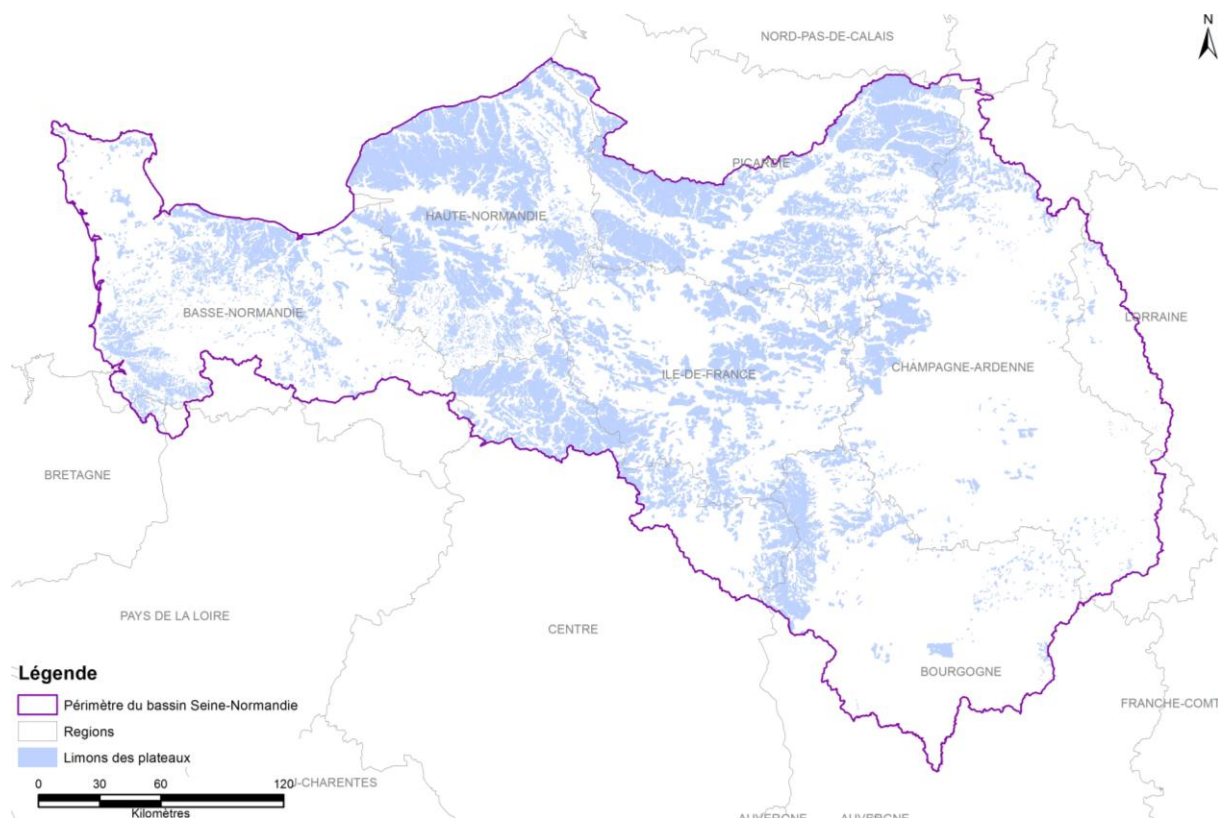 N
NORD-PAS-DE-CALAIS
PICARDIE
HAUTE-NORMANDIE
BASSE-NORMANDIE
LORRAINE
CHAMPAGNE-ARDENNE
ILE-DE-FRANCE
BRETAGNE
PAYS DE LA LOIRE
CENTRE
BOURGOGNE
FRANCHE-COMT
Légende
Périmètre du bassin Seine-Normandie
Regions
Limons des plateaux
0 30 60 120
Kilomètres
U-CHARENTES
AUVERGNE AUVERGNE